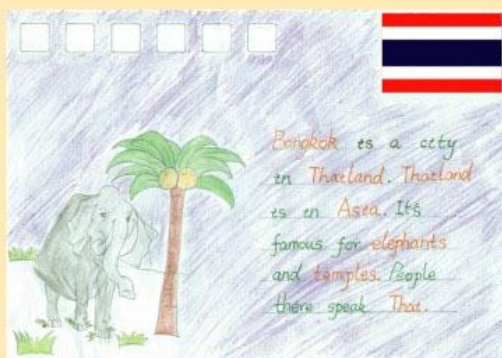 Bangkok is a city
in Thailand. Thailand
is in Asia. It's
famous for elephants
and temples. People
there speak Thai.